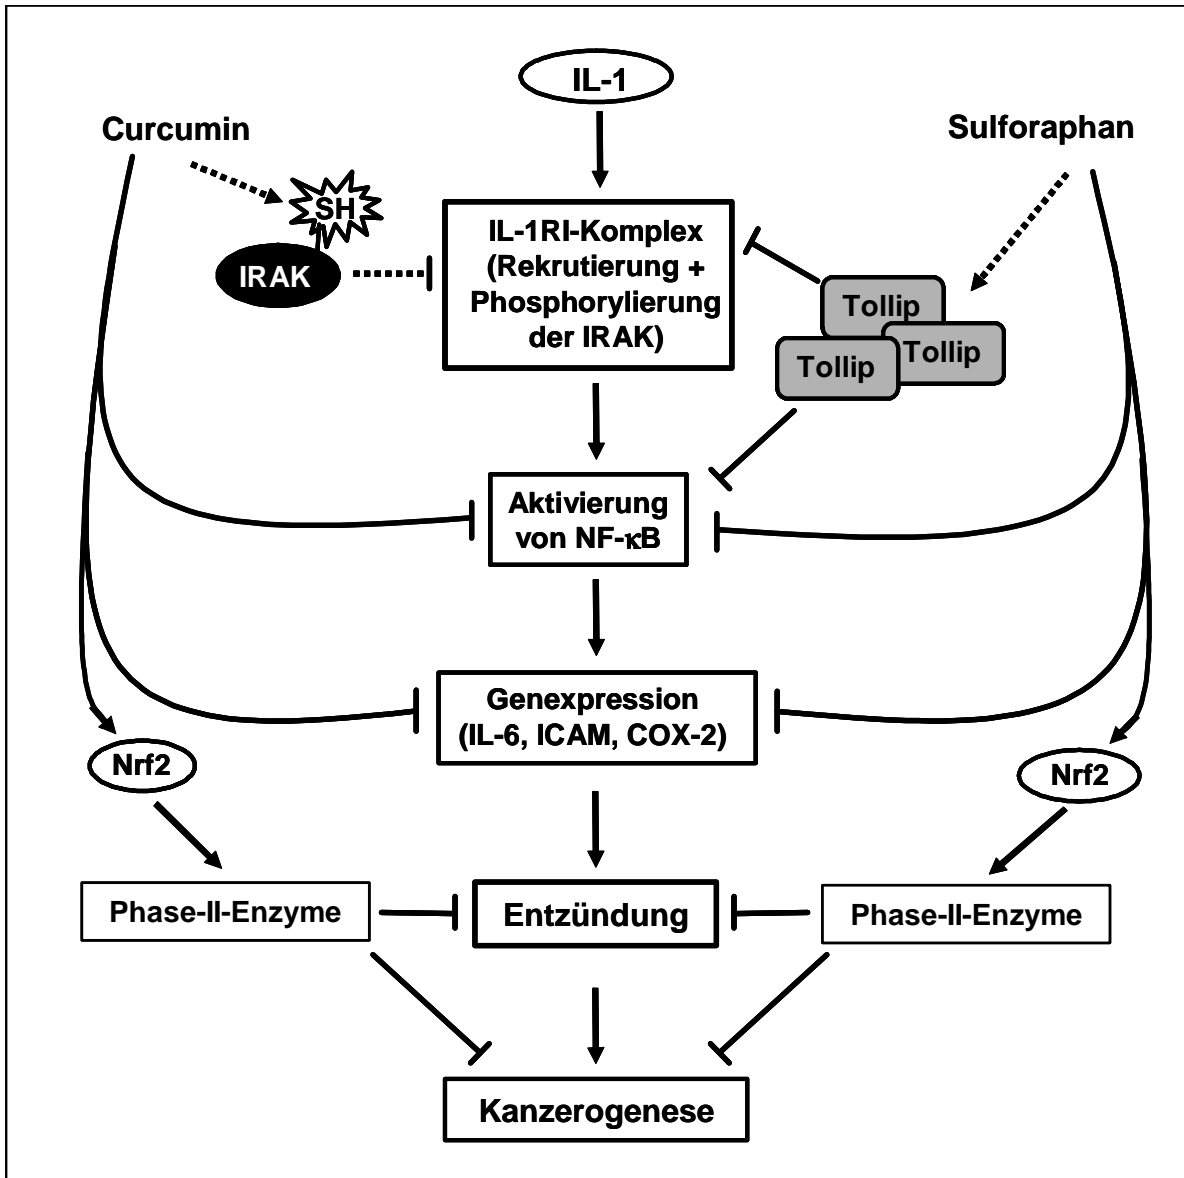 IL-1
Curcumin
Sulforaphan
SH
IRAK
IL-1RI-Komplex
(Rekrutierung +
Phosphorylierung
der IRAK)
Tollip
Tollip
Tollip
Aktivierung
von NF-κB
Genexpression
(IL-6, ICAM, COX-2)
Nrf2
Nrf2
Phase-II-Enzyme
Entzündung
Phase-II-Enzyme
Kanzerogenese